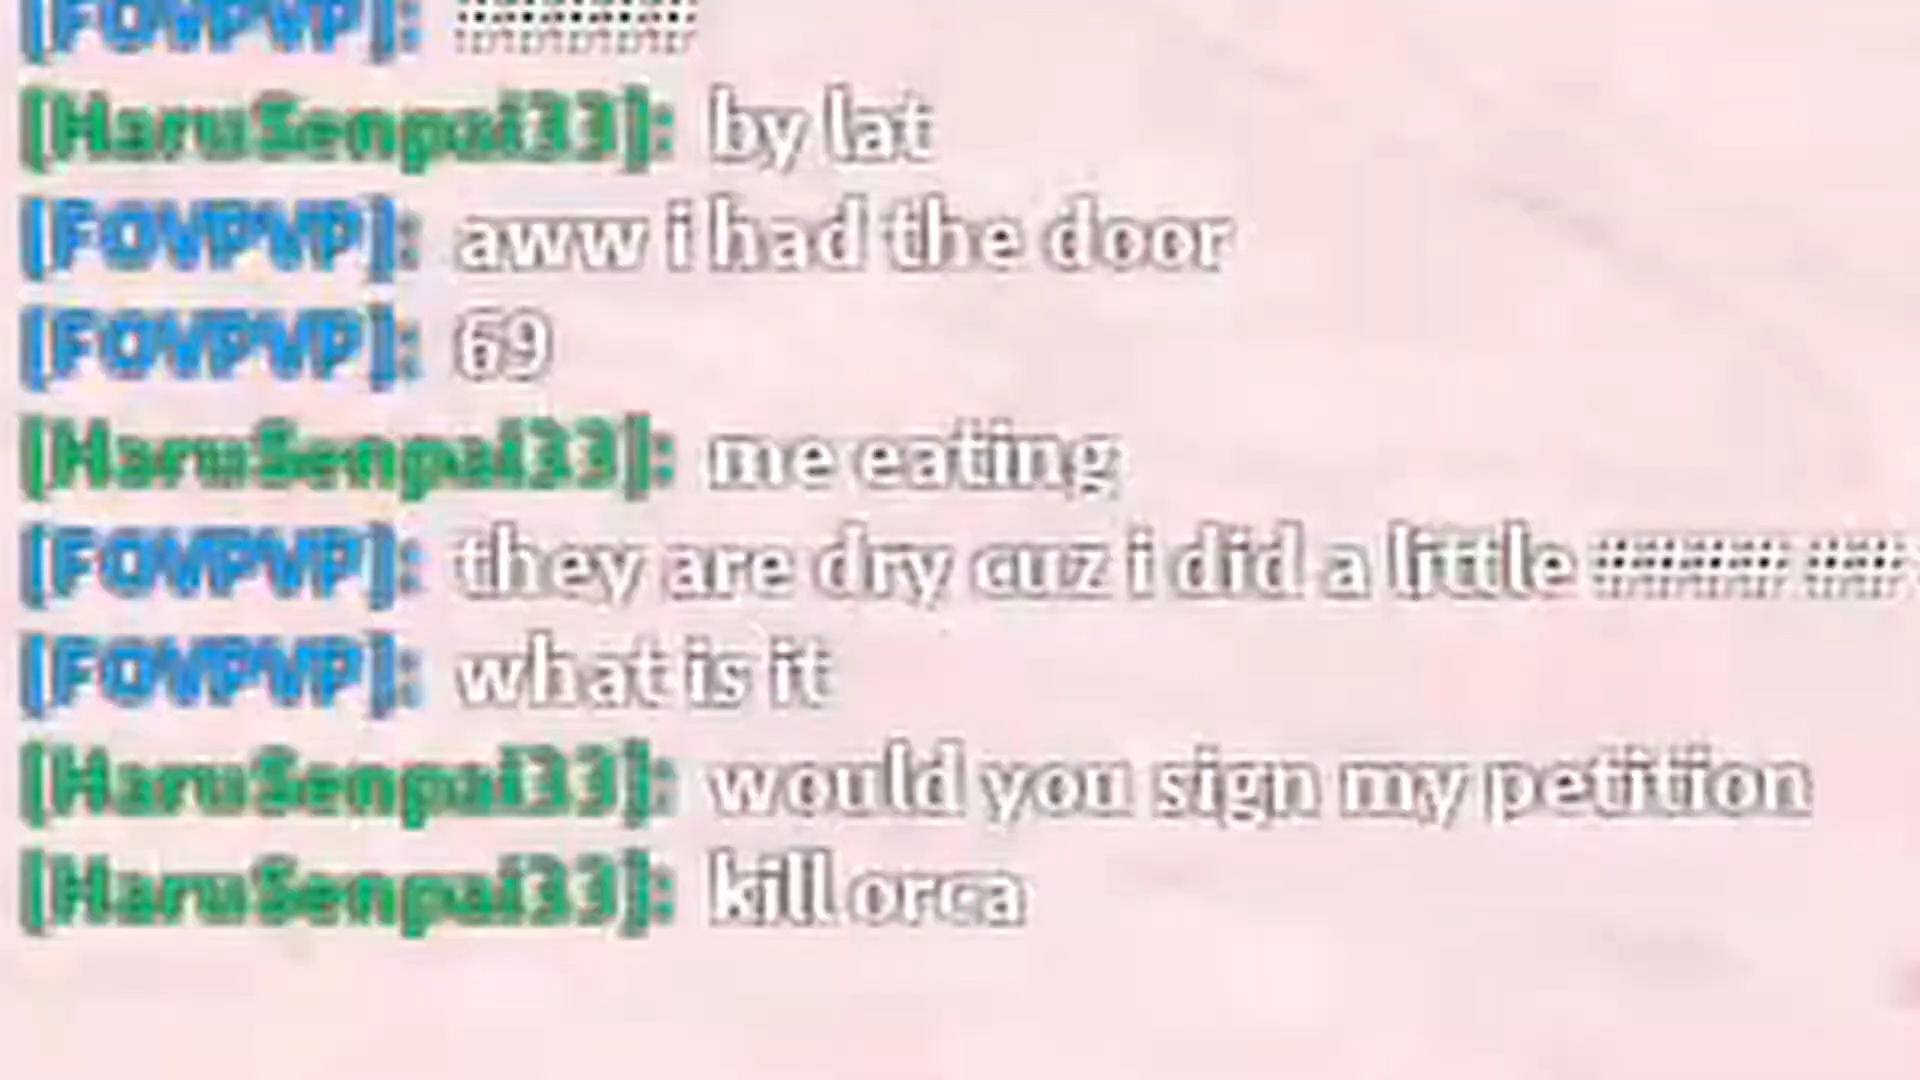 [FOVPVP]: #######
[HaruSenpai33]: by lat
[FOVPVP]: aww i had the door
[FOVPVP]: 69
[HaruSenpai33]: me eating
[FOVPVP]: they are dry cuz i did a little ###### ###
[FOVPVP]: what is it
[HaruSenpai33]: would you sign my petition
[HaruSenpai33]: kill orca